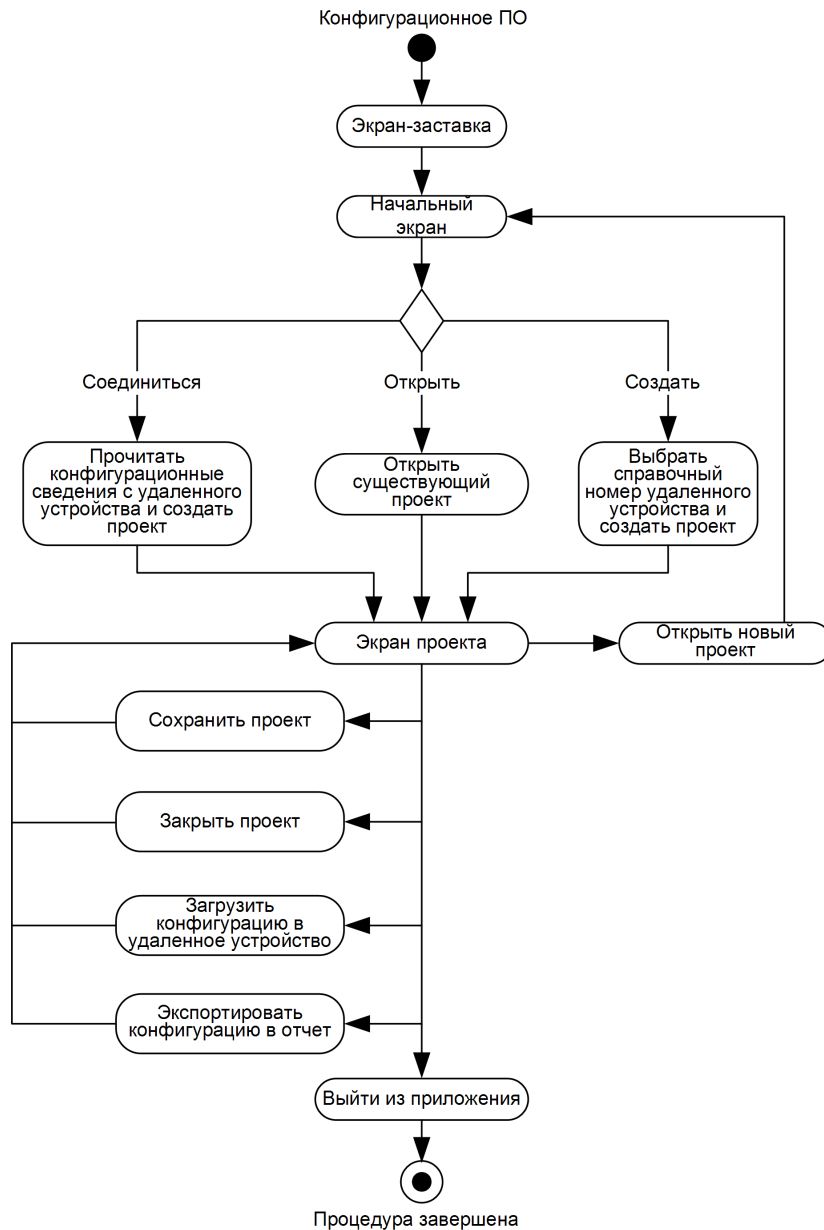 Конфигурационное ПО
Экран-заставка
Начальный
экран
Соединиться
Открыть
Создать
Прочитать
конфигурационные
сведения с удаленного
устройства и создать
проект
Открыть
существующий
проект
Выбрать
справочный
номер удаленного
устройства и
создать проект
Экран проекта
Открыть новый
проект
Сохранить проект
Закрыть проект
Загрузить
конфигурацию в
удаленное устройство
Экспортировать
конфигурацию в отчет
Выйти из приложения
Процедура завершена